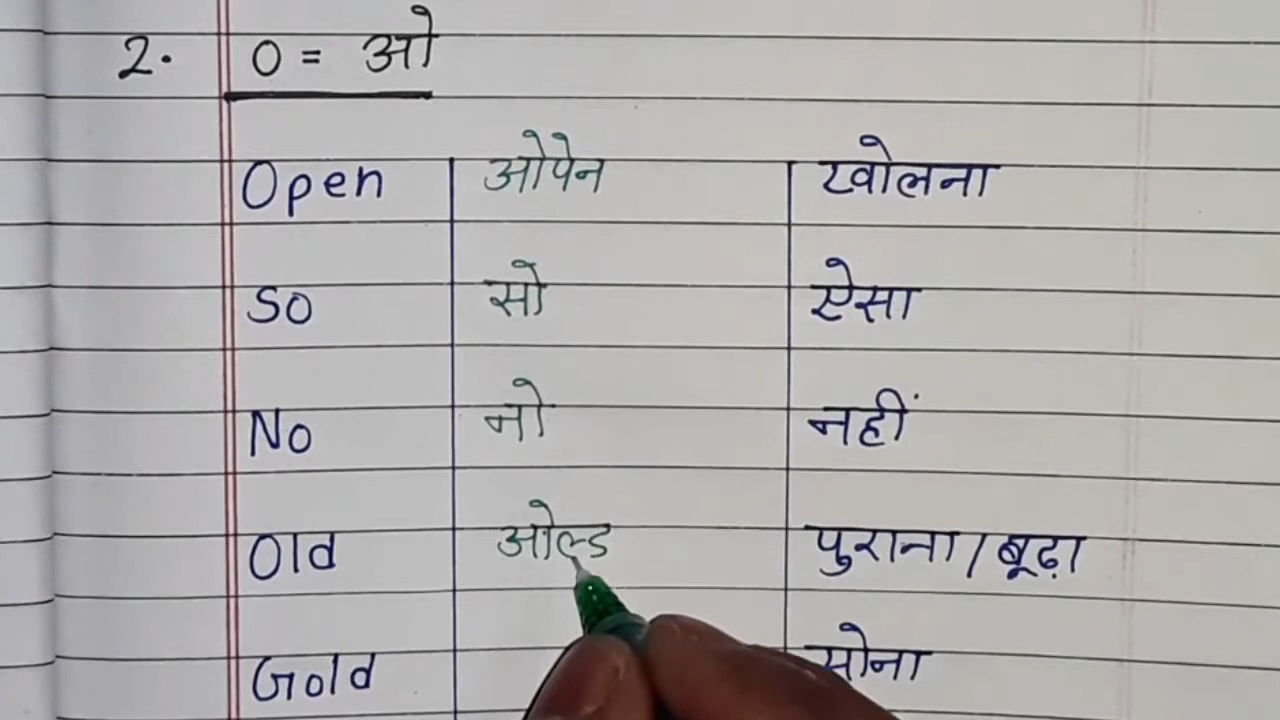 2. O = ओ
Open ओपेन खोलना
So सो ऐसा
No नो नहीं
Old ओल्ड पुराना/बूढ़ा
Gold सोना